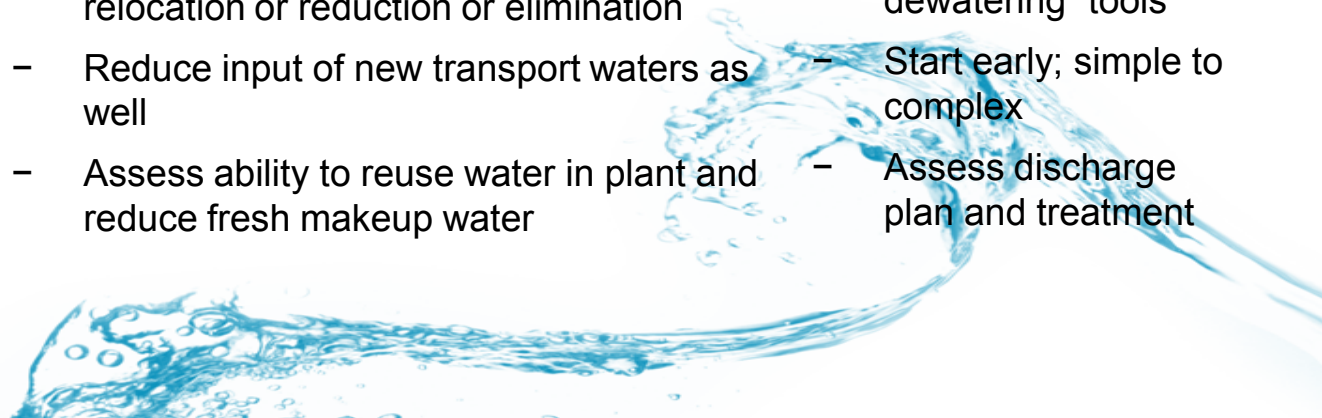 relocation or reduction or elimination
− Reduce input of new transport waters as
well
− Assess ability to reuse water in plant and
reduce fresh makeup water
dewatering tools
− Start early; simple to
complex
− Assess discharge
plan and treatment